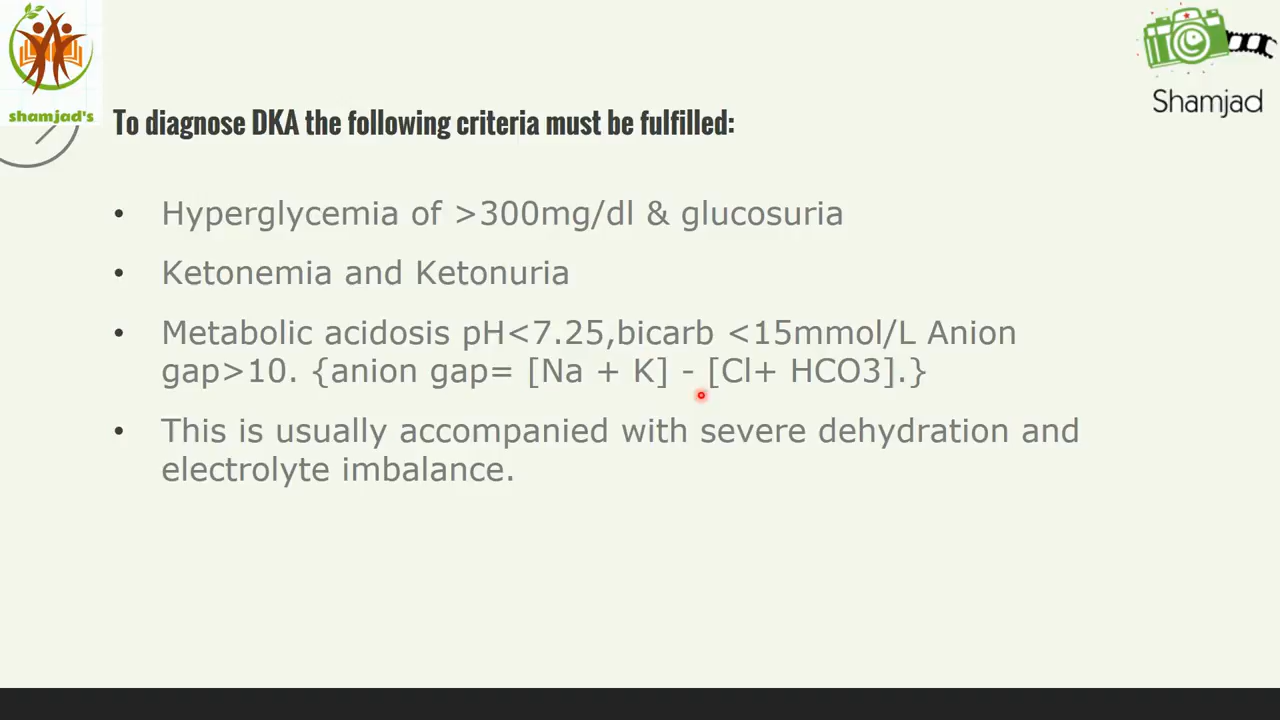 shamjad's
Shamjad
To diagnose DKA the following criteria must be fulfilled:
• Hyperglycemia of >300mg/dl & glucosuria
• Ketonemia and Ketonuria
• Metabolic acidosis pH<7.25,bicarb <15mmol/L Anion
gap>10. {anion gap= [Na + K] - [Cl+ HCO3].}
• This is usually accompanied with severe dehydration and
electrolyte imbalance.